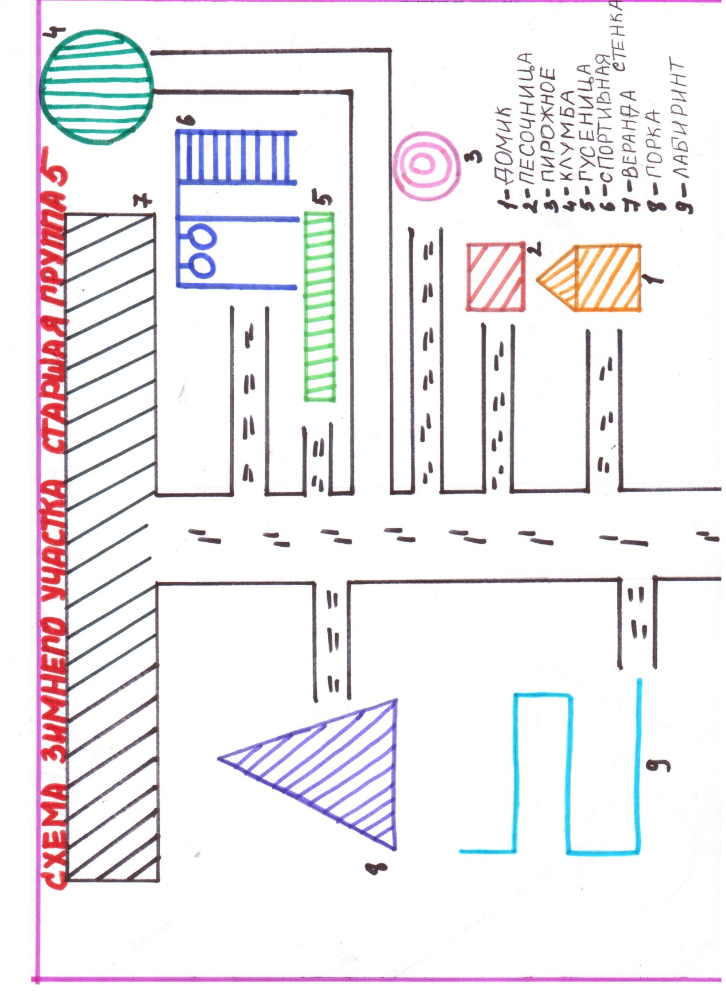 СХЕМА ЗИМНЕГО УЧАСТКА СТАРШАЯ ГРУППА 5
4
7
6
5
3
2
1
8
9
1-ДОМИК
2-ПЕСОЧНИЦА
3-ПИРОЖНОЕ
4-КЛУМБА
5-ГУСЕНИЦА
6-СПОРТИВНАЯ
СТЕНКА
7-ВЕРАНДА
8-ГОРКА
9-ЛАБИРИНТ